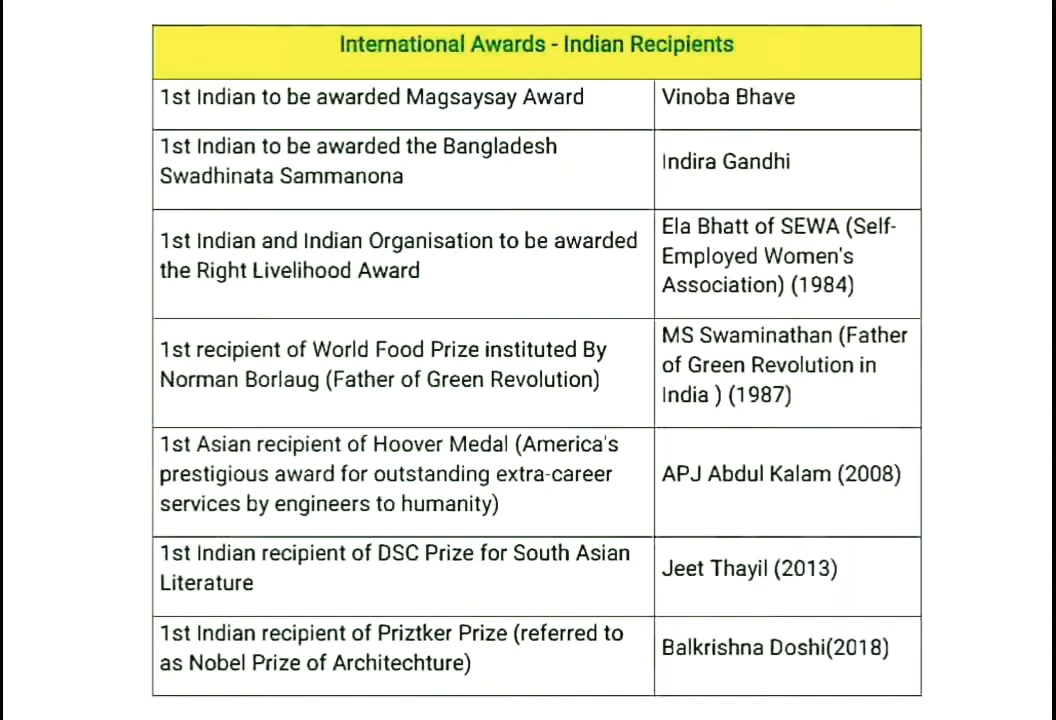 International Awards - Indian Recipients
1st Indian to be awarded Magsaysay Award
Vinoba Bhave
1st Indian to be awarded the Bangladesh
Swadhinata Sammanona
Indira Gandhi
1st Indian and Indian Organisation to be awarded
the Right Livelihood Award
Ela Bhatt of SEWA (Self-
Employed Women's
Association) (1984)
1st recipient of World Food Prize instituted By
Norman Borlaug (Father of Green Revolution)
MS Swaminathan (Father
of Green Revolution in
India ) (1987)
1st Asian recipient of Hoover Medal (America's
prestigious award for outstanding extra-career
services by engineers to humanity)
APJ Abdul Kalam (2008)
1st Indian recipient of DSC Prize for South Asian
Literature
Jeet Thayil (2013)
1st Indian recipient of Priztker Prize (referred to
as Nobel Prize of Architechture)
Balkrishna Doshi(2018)